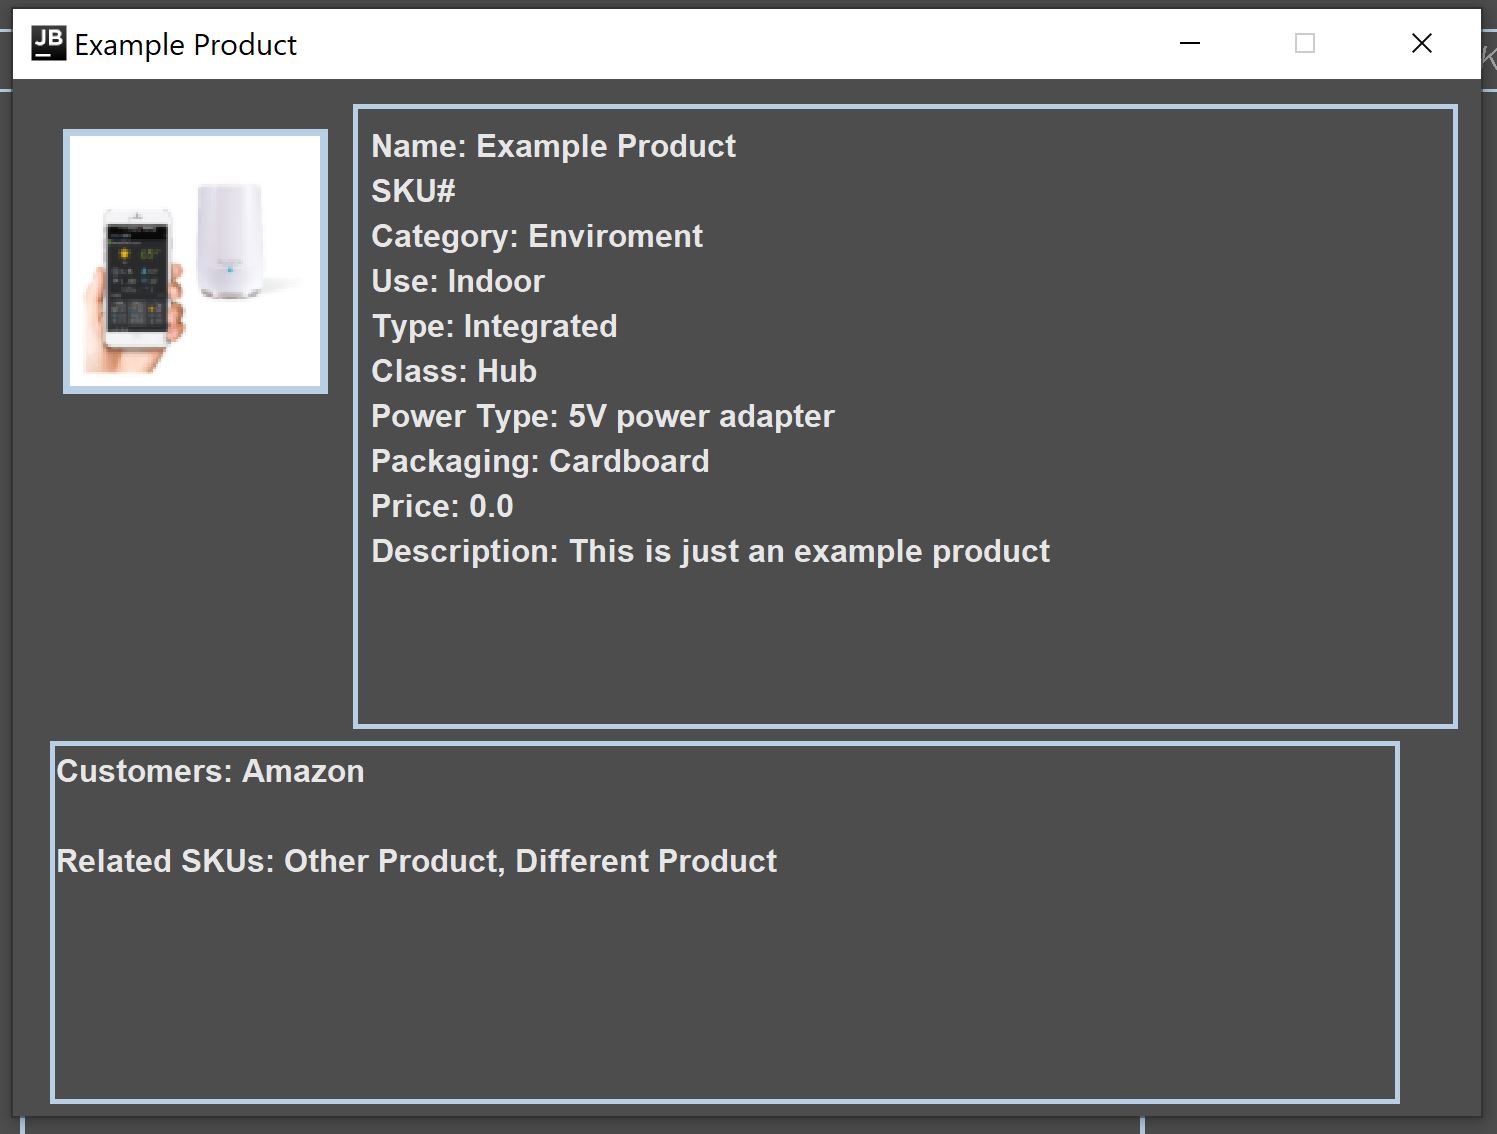 JB Example Product
Name: Example Product
SKU#
Category: Enviroment
Use: Indoor
Type: Integrated
Class: Hub
Power Type: 5V power adapter
Packaging: Cardboard
Price: 0.0
Description: This is just an example product
Customers: Amazon
Related SKUs: Other Product, Different Product